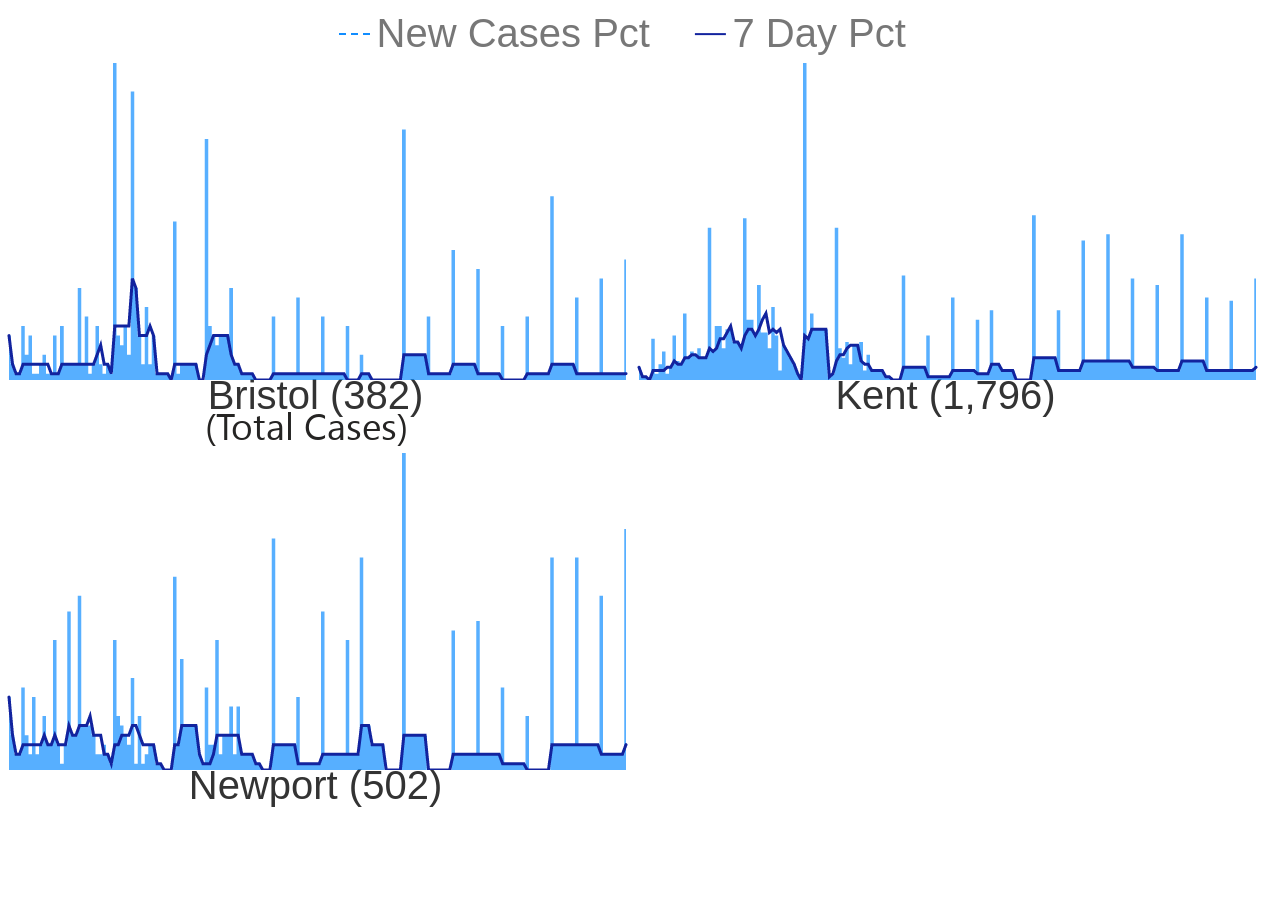 New Cases Pct 7 Day Pct
Bristol (382) Kent (1,796)
(Total Cases)
Newport (502)